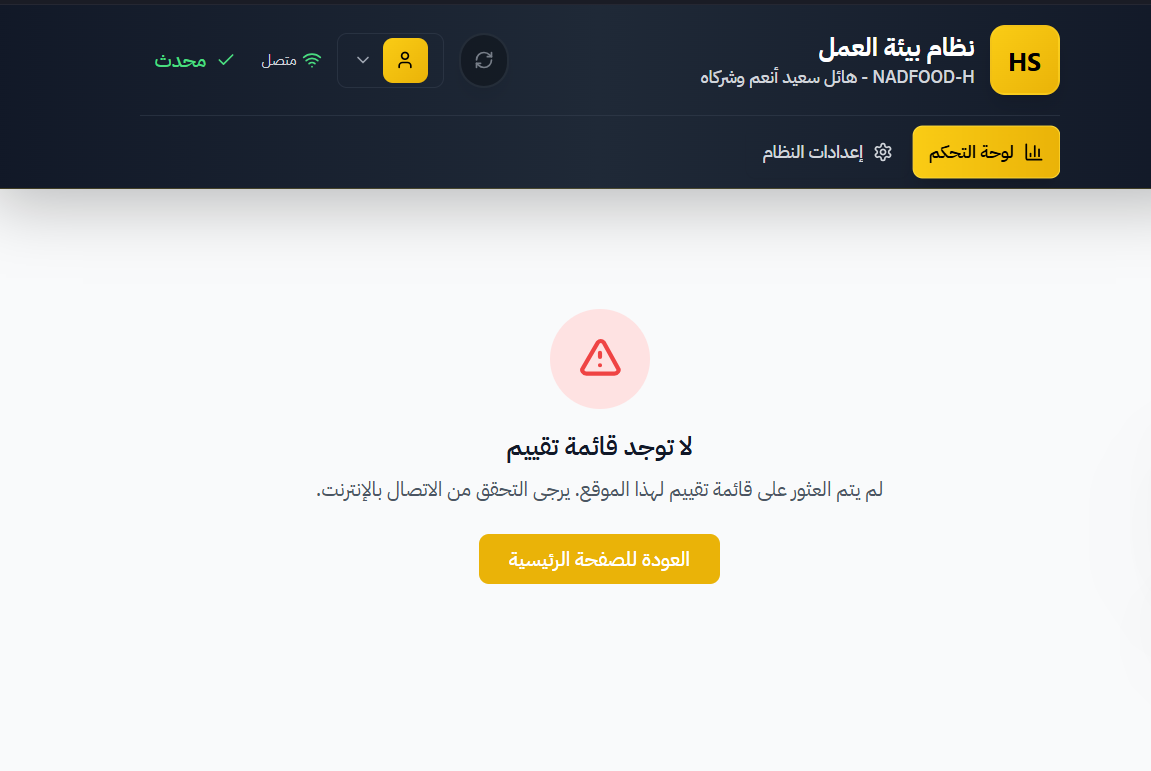 HS
نظام بيئة العمل
NADFOOD-H - هائل سعيد أنعم وشركاه
متصل
محدث
لوحة التحكم
إعدادات النظام
لا توجد قائمة تقييم
لم يتم العثور على قائمة تقييم لهذا الموقع. يرجى التحقق من الاتصال بالإنترنت.
العودة للصفحة الرئيسية